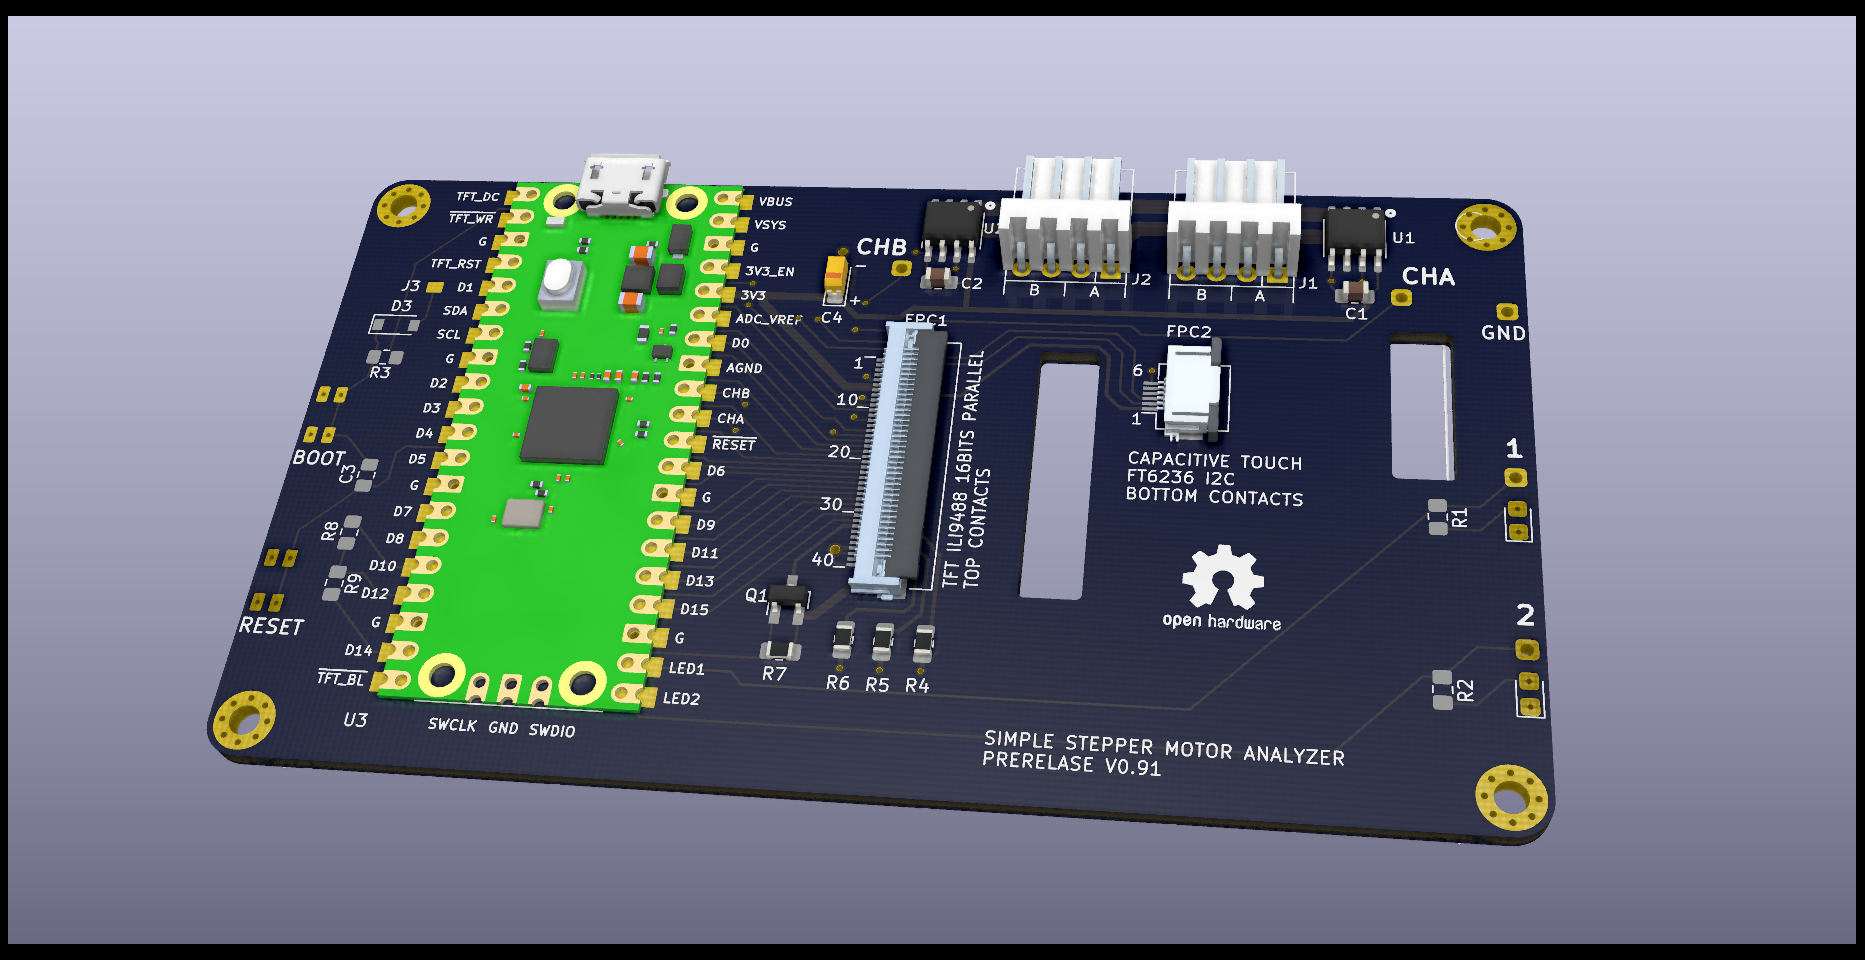 TFT_DC
TFT_WR
G
TFT_RST
D1
SDA
SCL
G
D2
D3
D4
D5
G
D7
D8
D10
D12
G
D14
TFT_BL
J3
D3
R3
BOOT
C3
R8
R9
RESET
U3
SWCLK GND SWDIO
VBUS
VSYS
G
3V3_EN
3V3
ADC_VREF
D0
AGND
CHB
CHA
RESET
D6
G
D9
D11
D13
D15
G
LED1
LED2
CHB
-
+
C4
C2
J2
B A
J1
B A
U1
C1
CHA
GND
FPC1
1
10
20
30
40
TFT ILI9488 16BITS PARALLEL
TOP CONTACTS
FPC2
6
1
CAPACITIVE TOUCH
FT6236 I2C
BOTTOM CONTACTS
1
R1
2
R2
open hardware
Q1
R7
R6
R5
R4
SIMPLE STEPPER MOTOR ANALYZER
PRERELASE V0.91